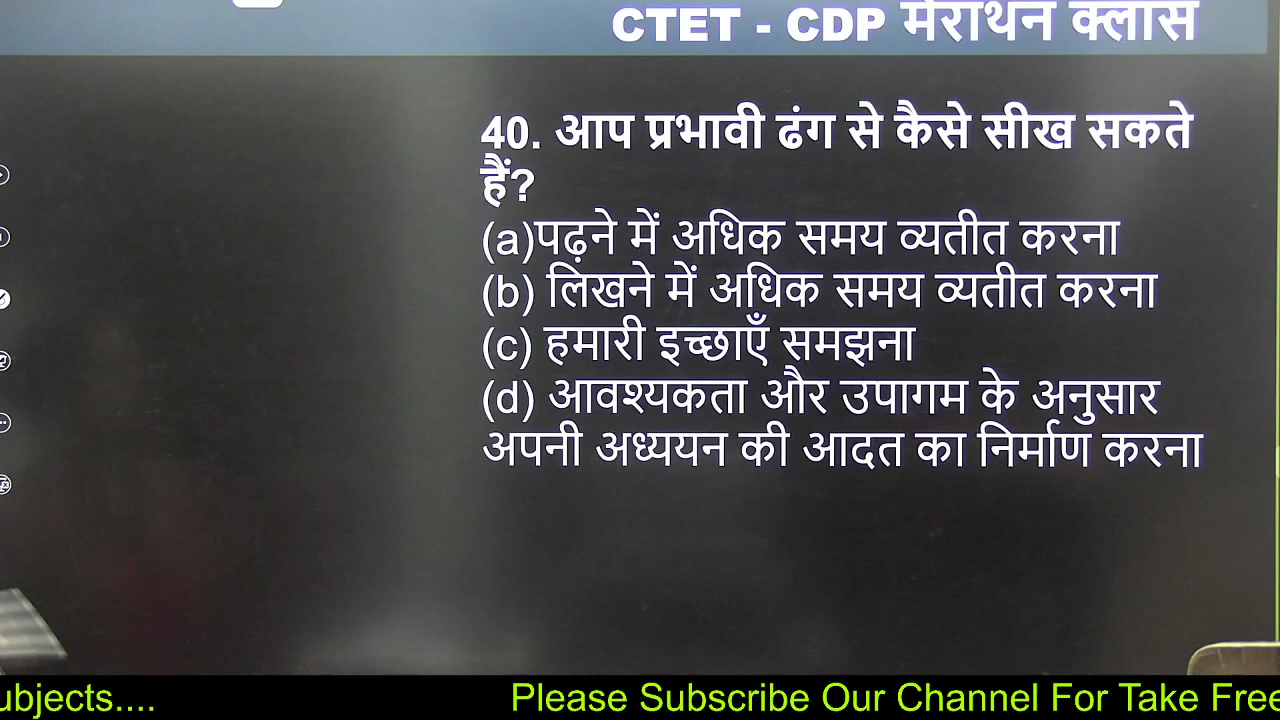 CTET - CDP मैराथन क्लास
40. आप प्रभावी ढंग से कैसे सीख सकते
हैं?
(a)पढ़ने में अधिक समय व्यतीत करना
(b) लिखने में अधिक समय व्यतीत करना
(c) हमारी इच्छाएँ समझना
(d) आवश्यकता और उपागम के अनुसार
अपनी अध्ययन की आदत का निर्माण करना
ubjects.... Please Subscribe Our Channel For Take Free